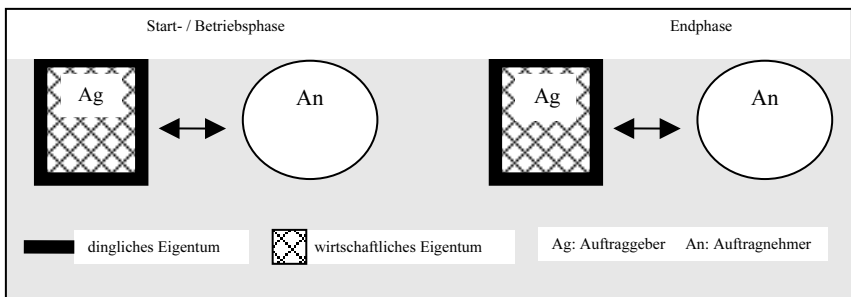 Start- / Betriebsphase
Endphase
Ag
An
Ag
An
dingliches Eigentum
wirtschaftliches Eigentum
Ag: Auftraggeber An: Auftragnehmer